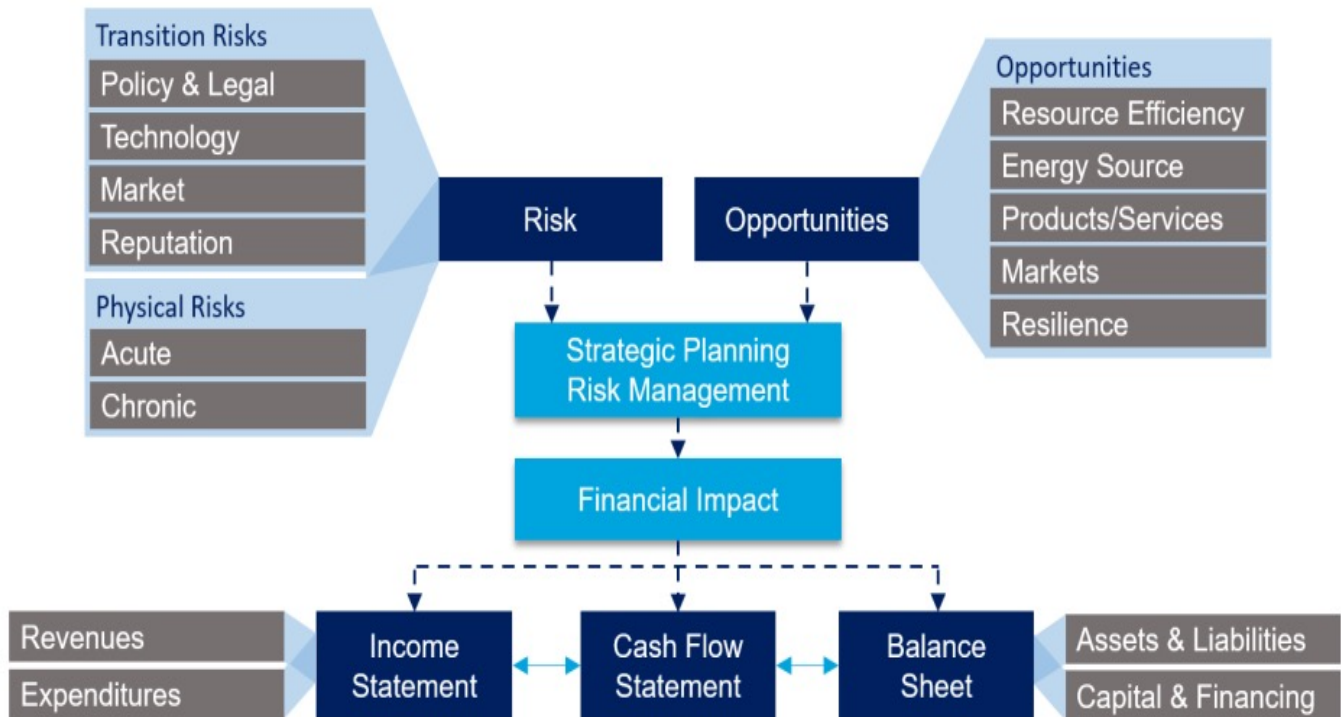 Transition Risks
Policy & Legal
Technology
Market
Reputation
Physical Risks
Acute
Chronic
Risk
Opportunities
Opportunities
Resource Efficiency
Energy Source
Products/Services
Markets
Resilience
Strategic Planning
Risk Management
Financial Impact
Revenues
Expenditures
Income
Statement
Cash Flow
Statement
Balance
Sheet
Assets & Liabilities
Capital & Financing